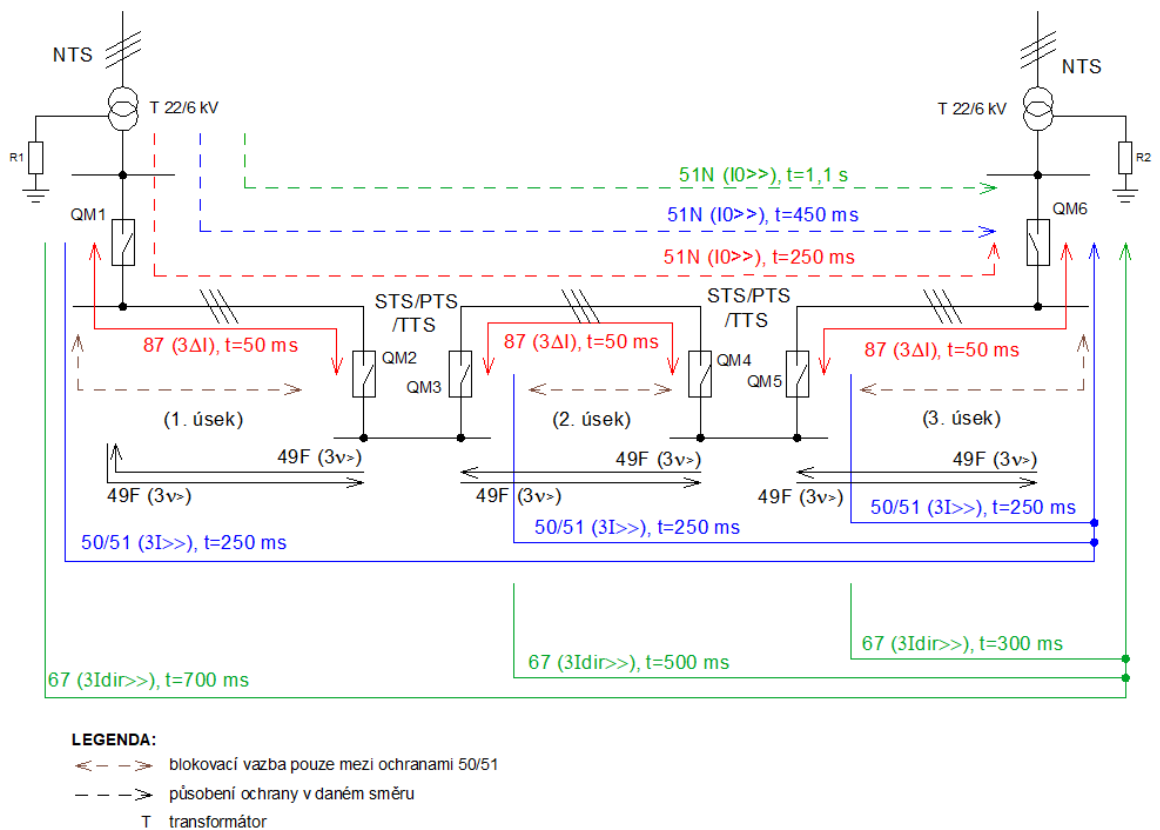 NTS
NTS
T 22/6 kV
T 22/6 kV
R1
R2
51N (I0>>), t=1,1 s
QM1
QM6
51N (I0>>), t=450 ms
51N (I0>>), t=250 ms
STS/PTS
/TTS
STS/PTS
/TTS
87 (3ΔI), t=50 ms
87 (3ΔI), t=50 ms
87 (3ΔI), t=50 ms
QM2
QM3
QM4
QM5
(1. úsek)
(2. úsek)
(3. úsek)
49F (3ν>)
49F (3ν>)
49F (3ν>)
49F (3ν>)
49F (3ν>)
49F (3ν>)
50/51 (3I>>), t=250 ms
50/51 (3I>>), t=250 ms
50/51 (3I>>), t=250 ms
67 (3Idir>>), t=300 ms
67 (3Idir>>), t=500 ms
67 (3Idir>>), t=700 ms
LEGENDA:
blokovací vazba pouze mezi ochranami 50/51
působení ochrany v daném směru
T transformátor